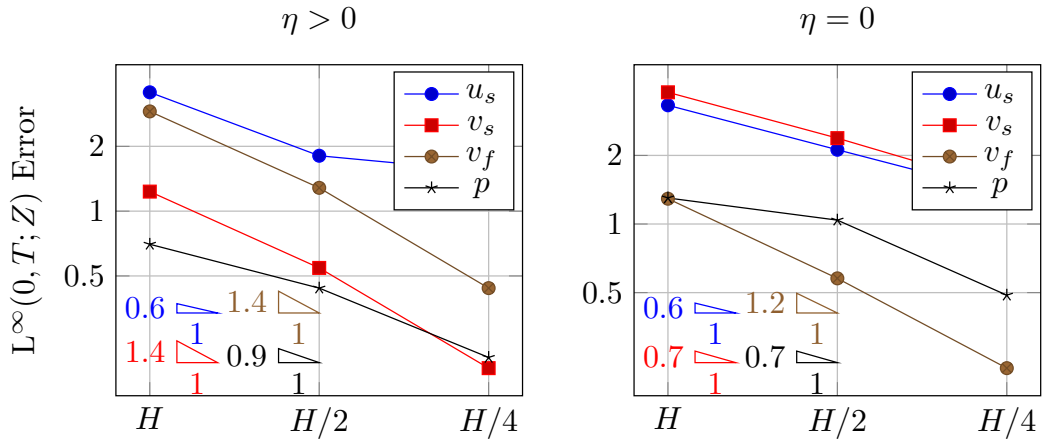 η > 0
L∞(0, T; Z) Error
2
1
0.5
u_s
v_s
v_f
p
0.6
1
1.4
1
1.4
1
0.9
1
H
H/2
H/4
η = 0
2
1
0.5
u_s
v_s
v_f
p
0.6
1
1.2
1
0.7
1
0.7
1
H
H/2
H/4